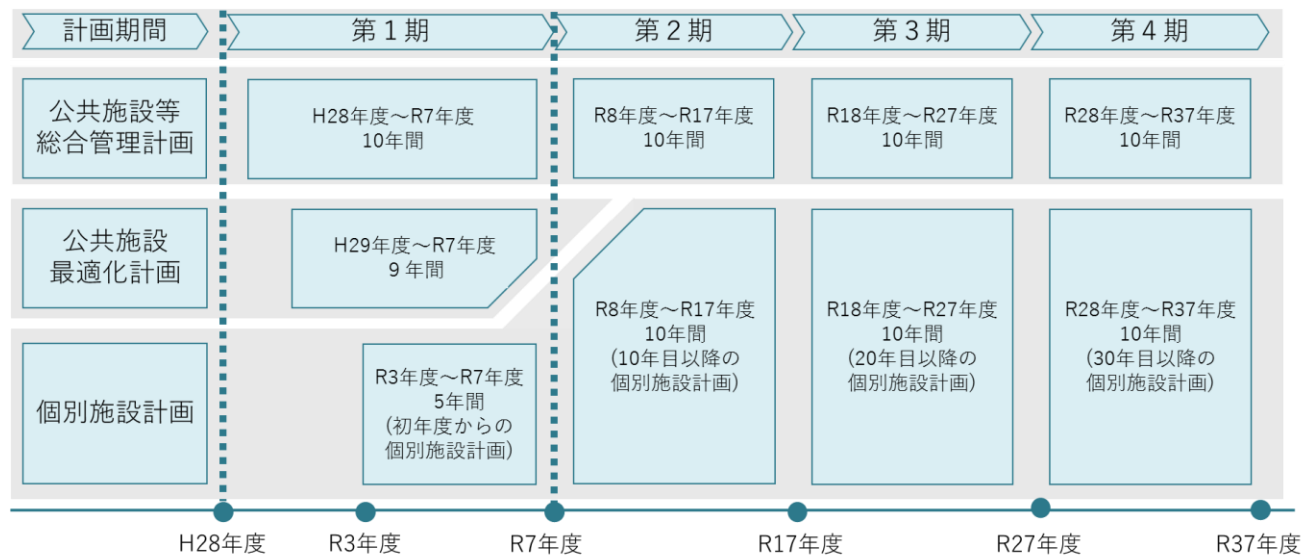 計画期間
第１期
第２期
第３期
第４期
公共施設等
総合管理計画
H28年度～R7年度
10年間
R8年度～R17年度
10年間
R18年度～R27年度
10年間
R28年度～R37年度
10年間
公共施設
最適化計画
H29年度～R7年度
９年間
個別施設計画
R3年度～R7年度
5年間
(初年度からの
個別施設計画)
R8年度～R17年度
10年間
(10年目以降の
個別施設計画)
R18年度～R27年度
10年間
(20年目以降の
個別施設計画)
R28年度～R37年度
10年間
(30年目以降の
個別施設計画)
H28年度
R3年度
R7年度
R17年度
R27年度
R37年度